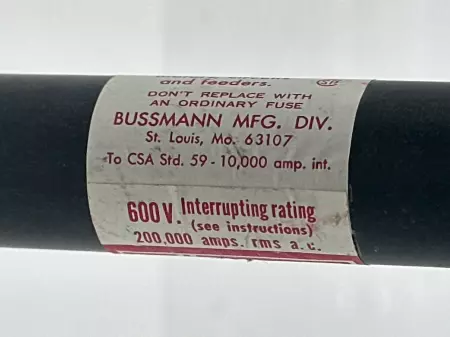 and feeders.
DON'T REPLACE WITH
AN ORDINARY FUSE
BUSSMANN MFG. DIV.
St. Louis, Mo. 63107
To CSA Std. 59 - 10,000 amp. int.
600 V. Interrupting rating
(see instructions)
200,000 amps. rms a.c.